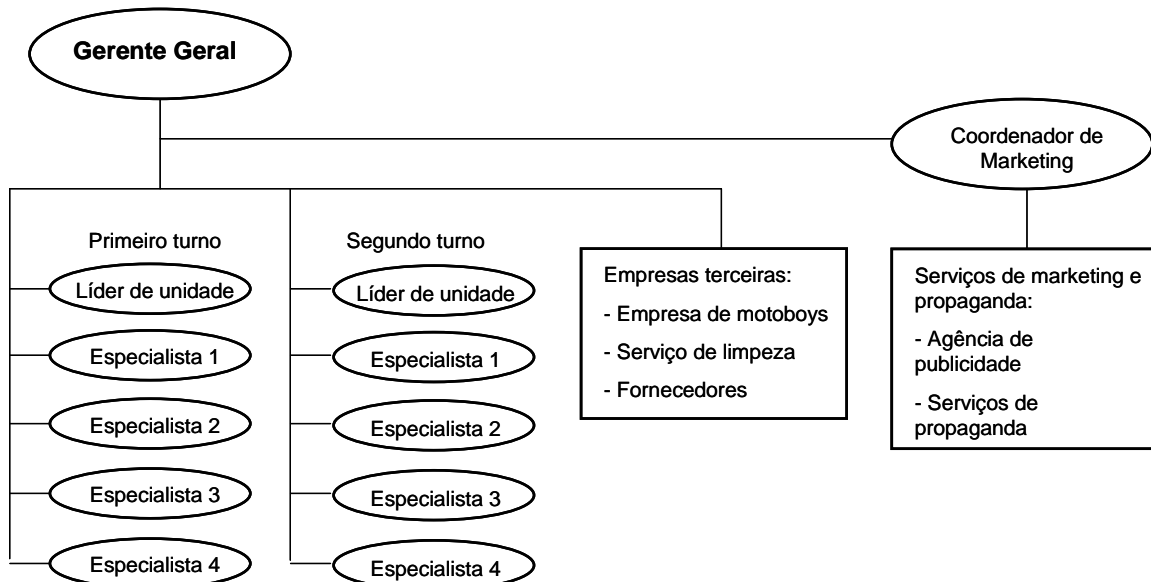 Gerente Geral
Coordenador de
Marketing
Primeiro turno
Líder de unidade
Especialista 1
Especialista 2
Especialista 3
Especialista 4
Segundo turno
Líder de unidade
Especialista 1
Especialista 2
Especialista 3
Especialista 4
Empresas terceiras:
- Empresa de motoboys
- Serviço de limpeza
- Fornecedores
Serviços de marketing e
propaganda:
- Agência de
publicidade
- Serviços de
propaganda